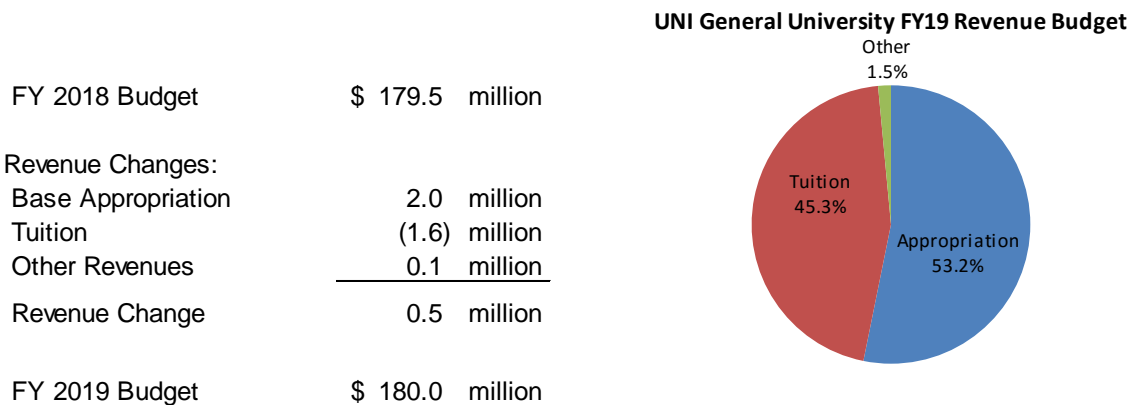 UNI General University FY19 Revenue Budget
FY 2018 Budget $ 179.5 million
Revenue Changes:
Base Appropriation 2.0 million
Tuition (1.6) million
Other Revenues 0.1 million
Revenue Change 0.5 million
FY 2019 Budget $ 180.0 million
Other
1.5%
Tuition
45.3%
Appropriation
53.2%